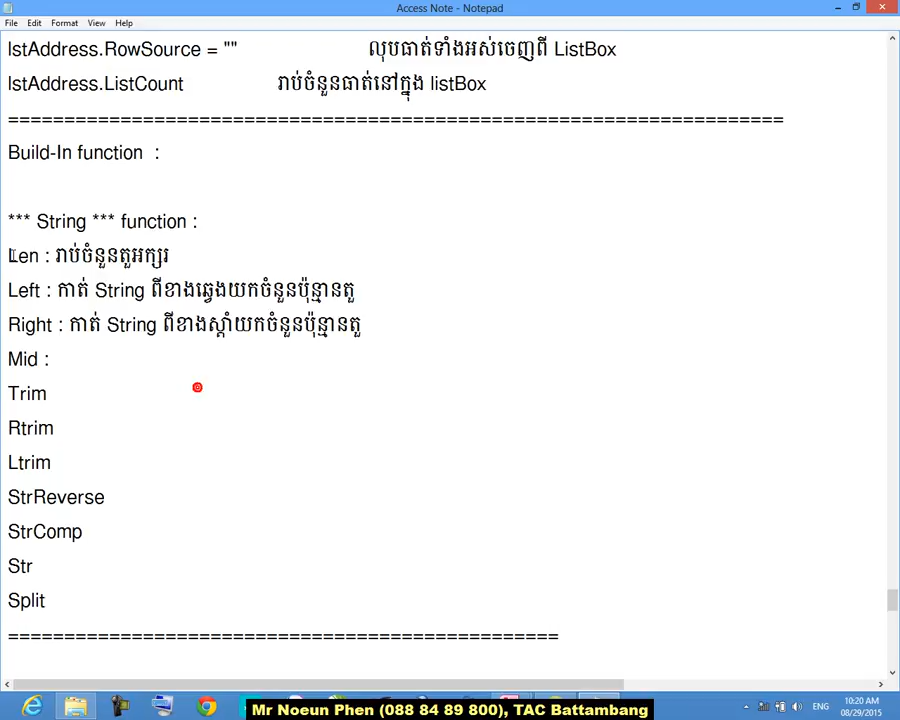 Access Note - Notepad
File Edit Format View Help
lstAddress.RowSource = "" លុបធាត់ទាំងអស់ចេញពី ListBox
lstAddress.ListCount រាប់ចំនួនធាត់នៅក្នុង listBox
=====================================================================
Build-In function :
*** String *** function :
Len : រាប់ចំនួនតួអក្សរ
Left : កាត់ String ពីខាងឆ្វេងយកចំនួនប៉ុន្មានតួ
Right : កាត់ String ពីខាងស្តាំយកចំនួនប៉ុន្មានតួ
Mid :
Trim
Rtrim
Ltrim
StrReverse
StrComp
Str
Split
=================================================
ENG
10:20 AM
08/29/2015
Mr Noeun Phen (088 84 89 800), TAC Battambang